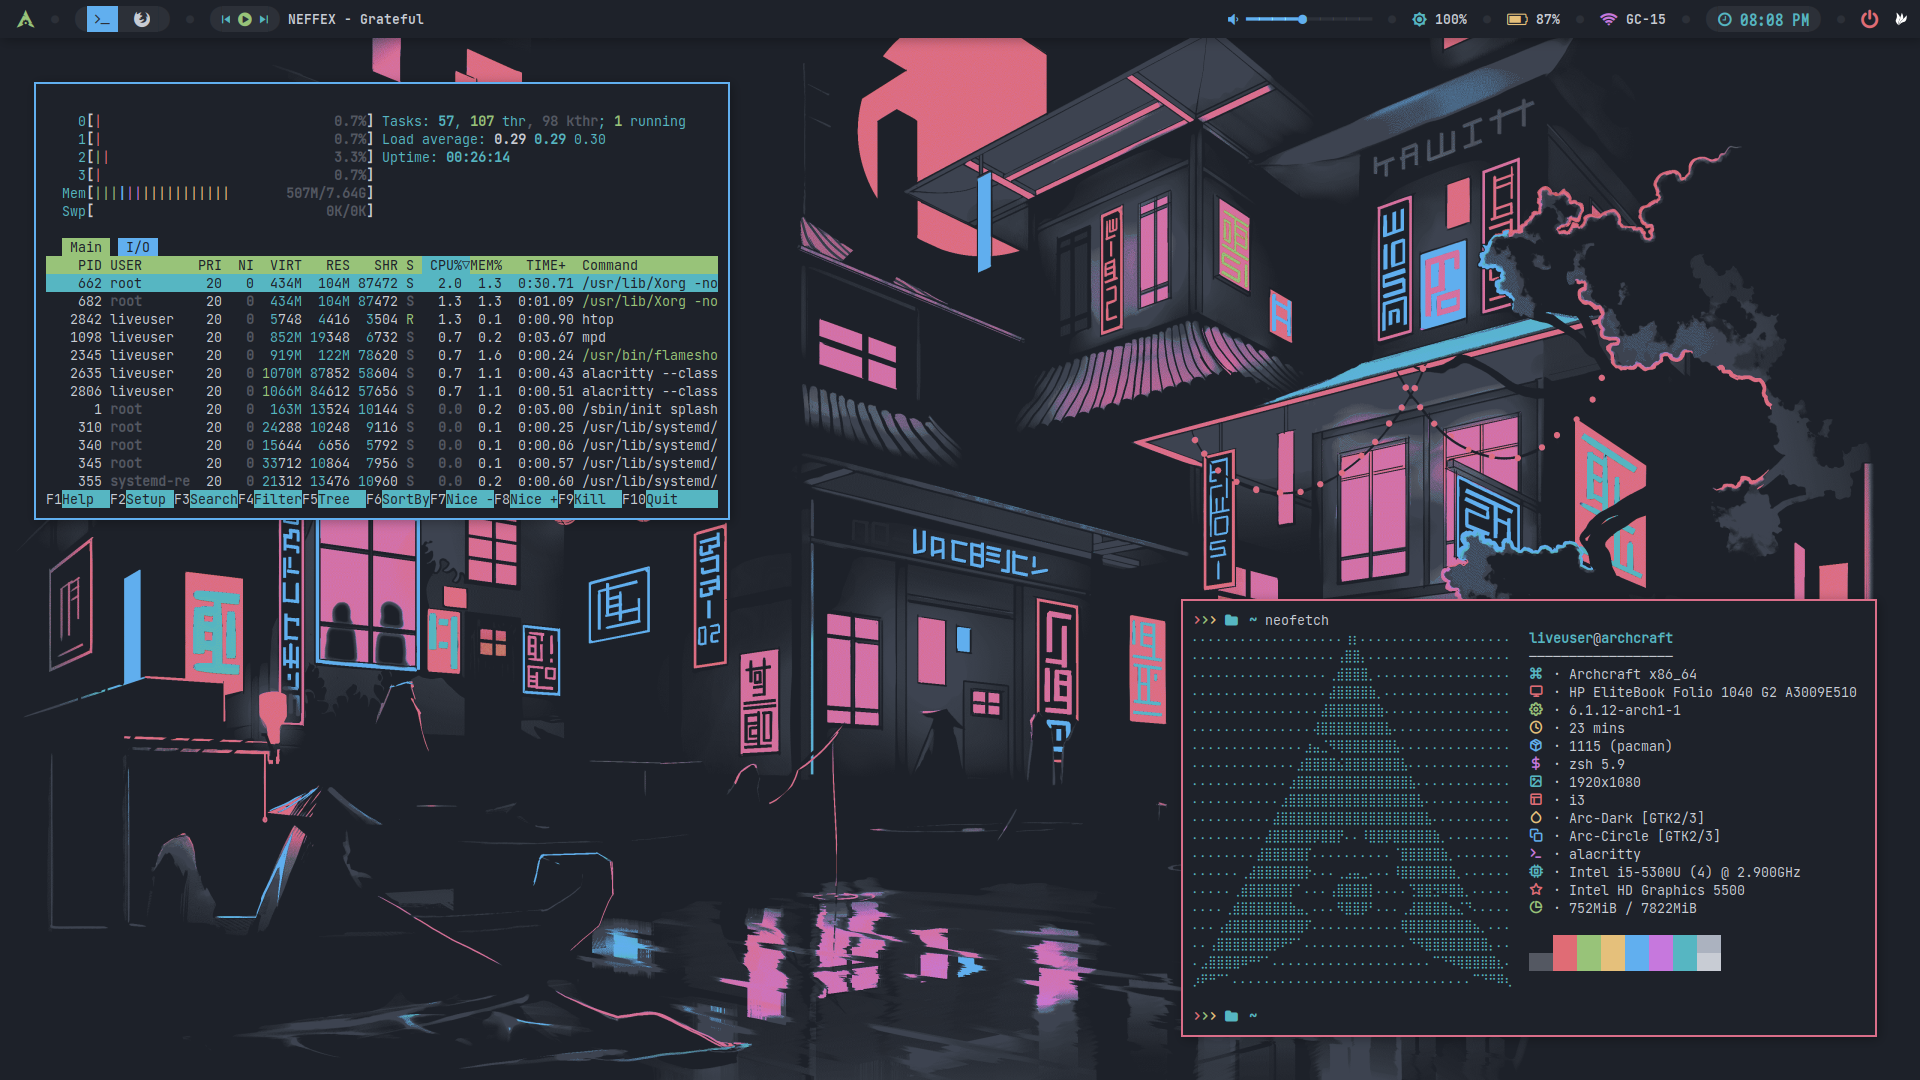 NEFFEX - Grateful
100%
87%
GC-15
08:08 PM
0[| 0.7%] Tasks: 57, 107 thr, 98 kthr; 1 running
1[| 0.7%] Load average: 0.29 0.29 0.30
2[|| 3.3%] Uptime: 00:26:14
3[| 0.7%]
Mem[||||||||||||||||| 507M/7.64G]
Swp[ 0K/0K]
Main I/O
PID USER PRI NI VIRT RES SHR S CPU%▽MEM% TIME+ Command
662 root 20 0 434M 104M 87472 S 2.0 1.3 0:30.71 /usr/lib/Xorg -no
682 root 20 0 434M 104M 87472 S 1.3 1.3 0:01.09 /usr/lib/Xorg -no
2842 liveuser 20 0 5748 4416 3504 R 1.3 0.1 0:00.90 htop
1098 liveuser 20 0 852M 19348 6732 S 0.7 0.2 0:03.67 mpd
2345 liveuser 20 0 919M 122M 78620 S 0.7 1.6 0:00.24 /usr/bin/flamesho
2635 liveuser 20 0 1070M 87852 58604 S 0.7 1.1 0:00.43 alacritty --class
2806 liveuser 20 0 1066M 84612 57656 S 0.7 1.1 0:00.51 alacritty --class
1 root 20 0 163M 13524 10144 S 0.0 0.2 0:03.00 /sbin/init splash
310 root 20 0 24288 10248 9116 S 0.0 0.1 0:00.25 /usr/lib/systemd/
340 root 20 0 15644 6656 5792 S 0.0 0.1 0:00.06 /usr/lib/systemd/
345 root 20 0 33712 10864 7956 S 0.0 0.1 0:00.57 /usr/lib/systemd/
355 systemd-re 20 0 21312 13476 10960 S 0.0 0.2 0:00.60 /usr/lib/systemd/
F1Help F2Setup F3SearchF4FilterF5Tree F6SortByF7Nice -F8Nice +F9Kill F10Quit
~ neofetch
liveuser@archcraft
· Archcraft x86_64
· HP EliteBook Folio 1040 G2 A3009E510
· 6.1.12-arch1-1
· 23 mins
· 1115 (pacman)
· zsh 5.9
· 1920x1080
· i3
· Arc-Dark [GTK2/3]
· Arc-Circle [GTK2/3]
· alacritty
· Intel i5-5300U (4) @ 2.900GHz
· Intel HD Graphics 5500
· 752MiB / 7822MiB
~